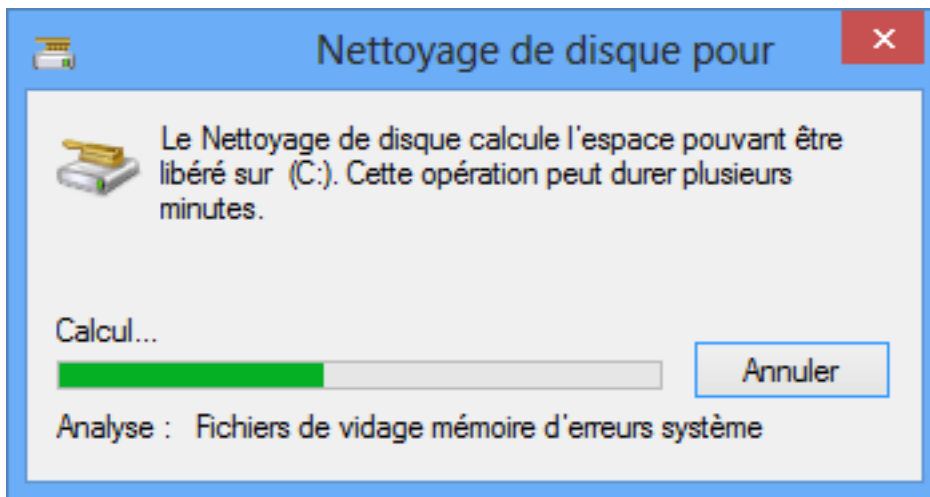 Nettoyage de disque pour
Le Nettoyage de disque calcule l'espace pouvant être
libéré sur  (C:). Cette opération peut durer plusieurs
minutes.
Calcul...
Annuler
Analyse :   Fichiers de vidage mémoire d'erreurs système